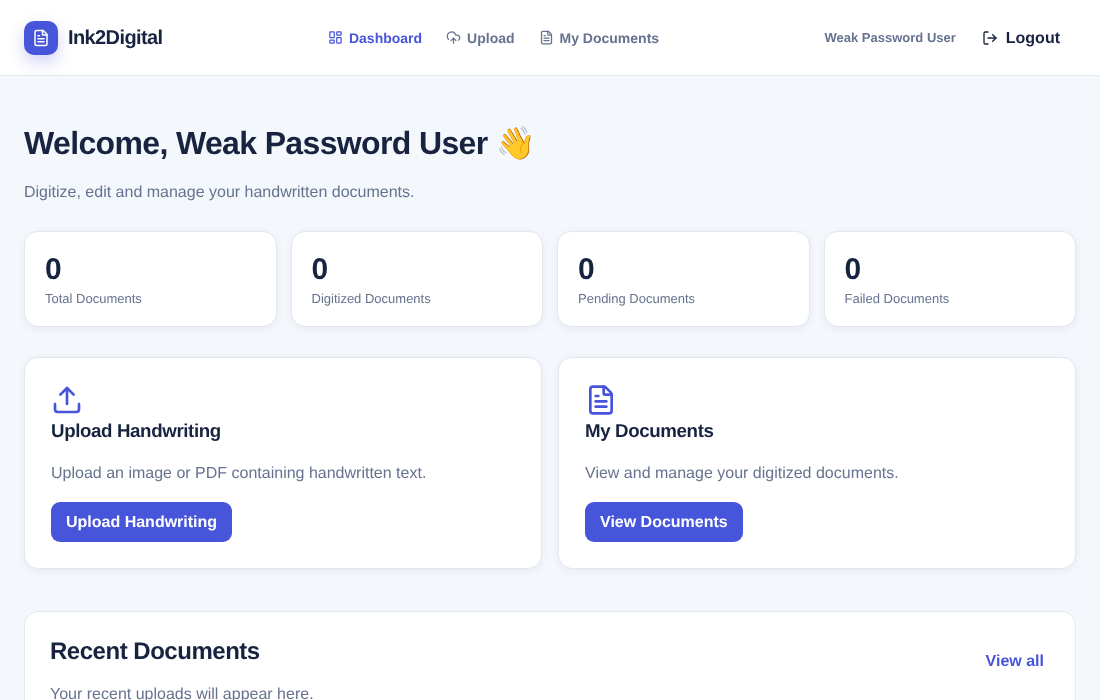 Ink2Digital
Dashboard
Upload
My Documents
Weak Password User
Logout
Welcome, Weak Password User 👋
Digitize, edit and manage your handwritten documents.
0
Total Documents
0
Digitized Documents
0
Pending Documents
0
Failed Documents
Upload Handwriting
Upload an image or PDF containing handwritten text.
Upload Handwriting
My Documents
View and manage your digitized documents.
View Documents
Recent Documents
View all
Your recent uploads will appear here.